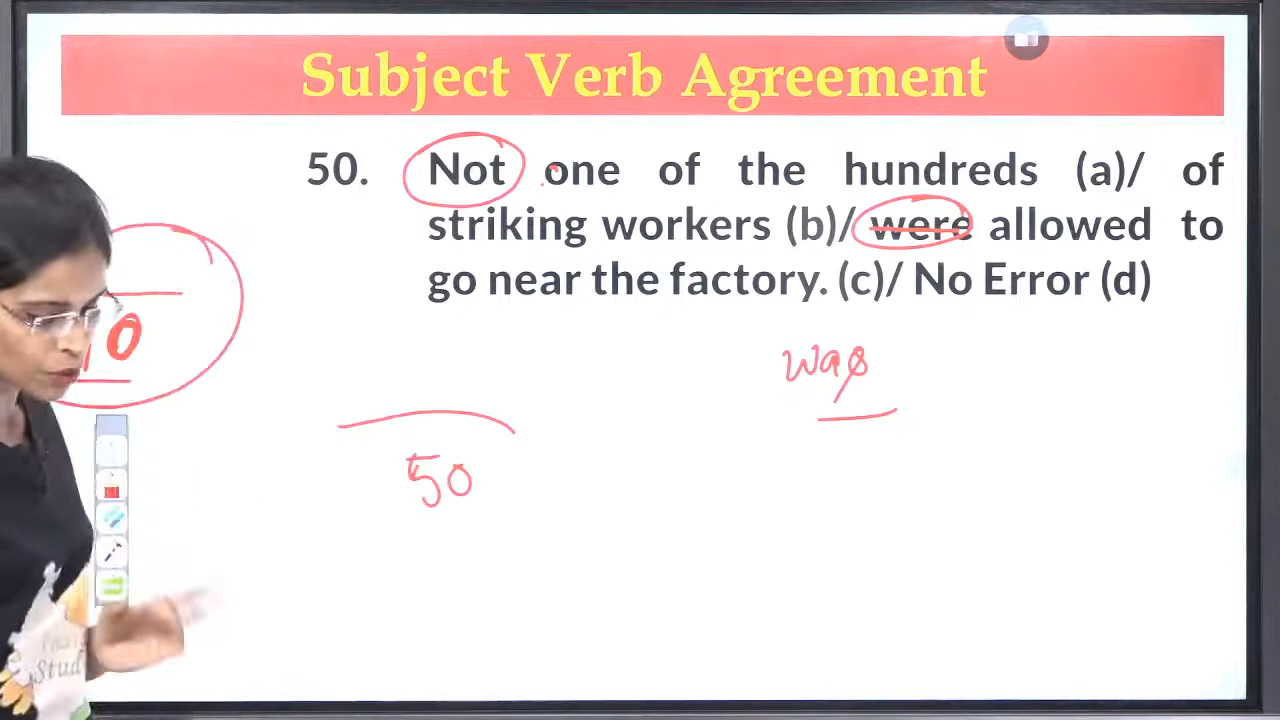 Subject Verb Agreement
50. Not one of the hundreds (a)/ of
striking workers (b)/ were allowed to
go near the factory. (c)/ No Error (d)
was
50
Stud